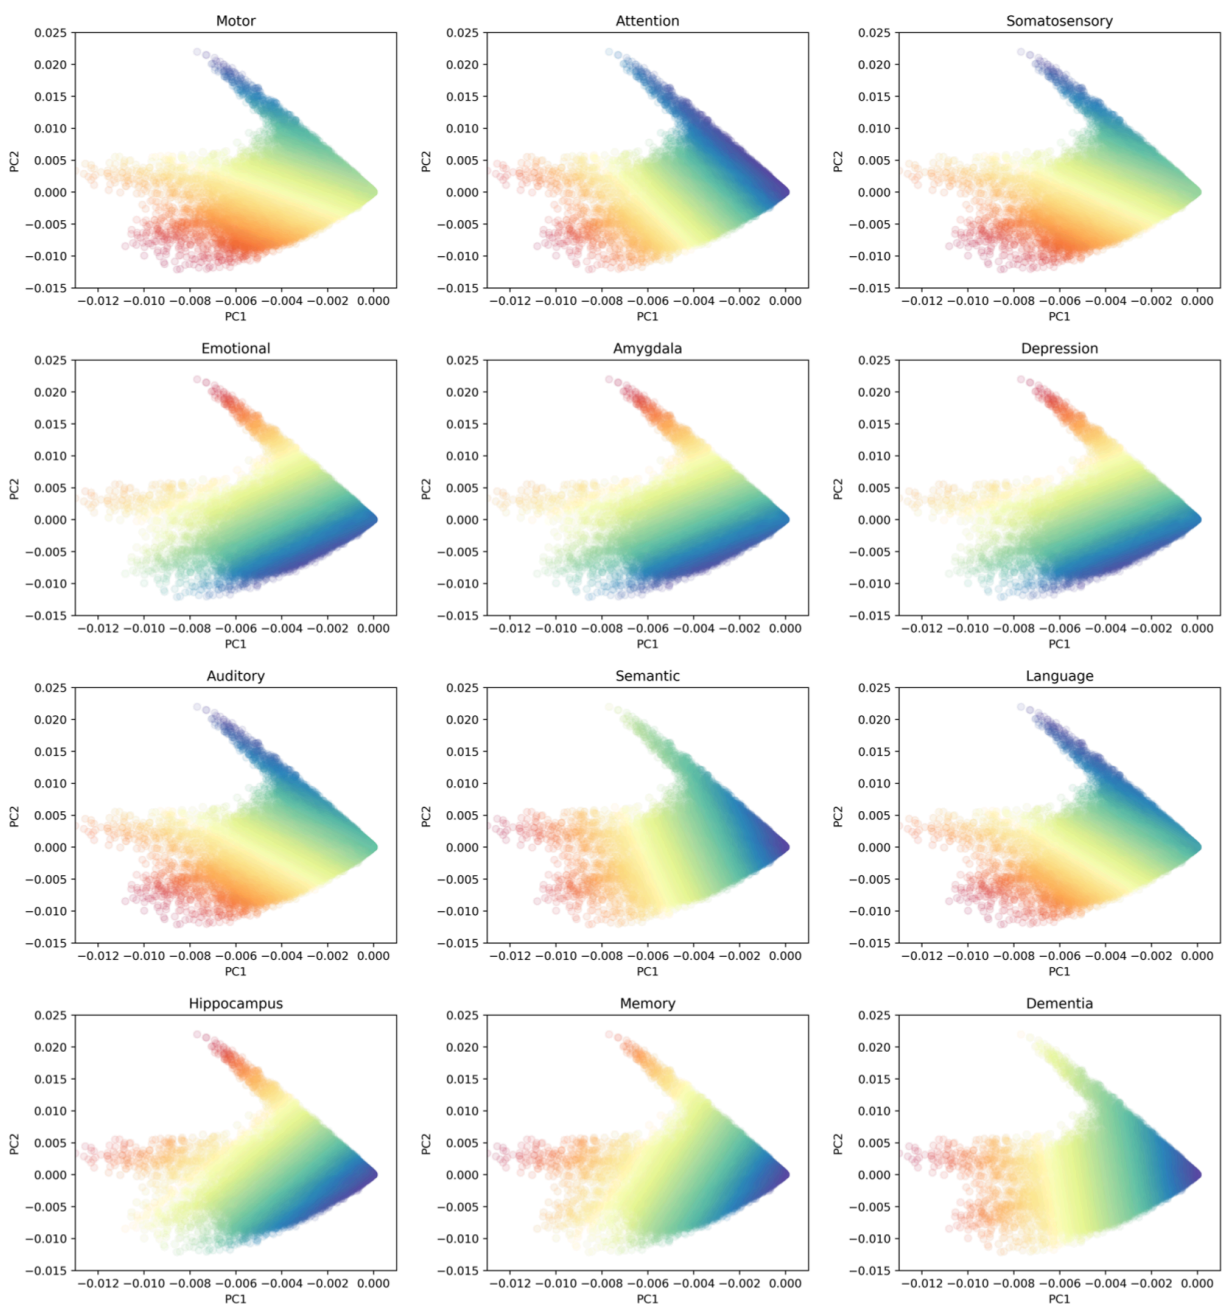 Motor Attention Somatosensory
0.025 0.025 0.025
0.020 0.020 0.020
0.015 0.015 0.015
0.010 0.010 0.010
PC2 0.005 PC2 0.005 PC2 0.005
0.000 0.000 0.000
−0.005 −0.005 −0.005
−0.010 −0.010 −0.010
−0.015 −0.015 −0.015
−0.012 −0.010 −0.008 −0.006 −0.004 −0.002 0.000 −0.012 −0.010 −0.008 −0.006 −0.004 −0.002 0.000 −0.012 −0.010 −0.008 −0.006 −0.004 −0.002 0.000
PC1 PC1 PC1
Emotional Amygdala Depression
0.025 0.025 0.025
0.020 0.020 0.020
0.015 0.015 0.015
0.010 0.010 0.010
PC2 0.005 PC2 0.005 PC2 0.005
0.000 0.000 0.000
−0.005 −0.005 −0.005
−0.010 −0.010 −0.010
−0.015 −0.015 −0.015
−0.012 −0.010 −0.008 −0.006 −0.004 −0.002 0.000 −0.012 −0.010 −0.008 −0.006 −0.004 −0.002 0.000 −0.012 −0.010 −0.008 −0.006 −0.004 −0.002 0.000
PC1 PC1 PC1
Auditory Semantic Language
0.025 0.025 0.025
0.020 0.020 0.020
0.015 0.015 0.015
0.010 0.010 0.010
PC2 0.005 PC2 0.005 PC2 0.005
0.000 0.000 0.000
−0.005 −0.005 −0.005
−0.010 −0.010 −0.010
−0.015 −0.015 −0.015
−0.012 −0.010 −0.008 −0.006 −0.004 −0.002 0.000 −0.012 −0.010 −0.008 −0.006 −0.004 −0.002 0.000 −0.012 −0.010 −0.008 −0.006 −0.004 −0.002 0.000
PC1 PC1 PC1
Hippocampus Memory Dementia
0.025 0.025 0.025
0.020 0.020 0.020
0.015 0.015 0.015
0.010 0.010 0.010
PC2 0.005 PC2 0.005 PC2 0.005
0.000 0.000 0.000
−0.005 −0.005 −0.005
−0.010 −0.010 −0.010
−0.015 −0.015 −0.015
−0.012 −0.010 −0.008 −0.006 −0.004 −0.002 0.000 −0.012 −0.010 −0.008 −0.006 −0.004 −0.002 0.000 −0.012 −0.010 −0.008 −0.006 −0.004 −0.002 0.000
PC1 PC1 PC1